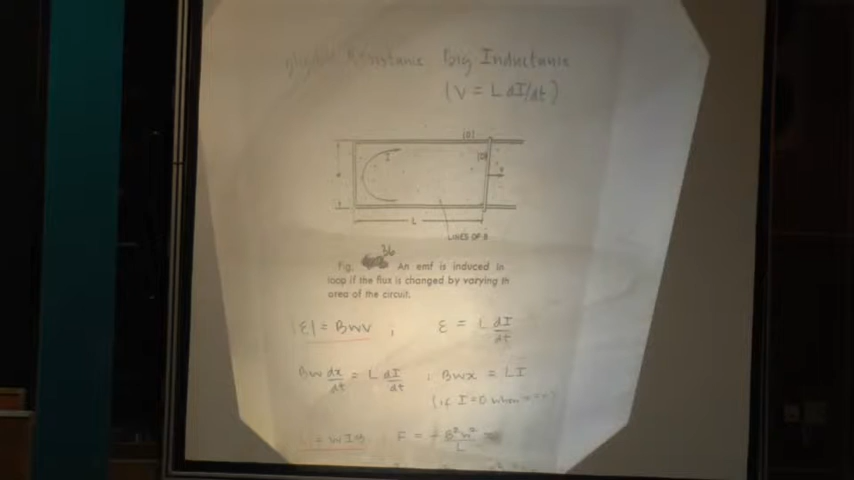 Resistance Big Inductance
(V = L dI/dt)
(b)
I
(a)
v
w
L
LINES OF B
36
Fig. An emf is induced in
loop if the flux is changed by varying th
area of the circuit.
|ε| = Bwv , ε = L dI/dt
Bw dx/dt = L dI/dt ; Bwx = LI
(if I=0 when
= wIB F = - B²w²/L